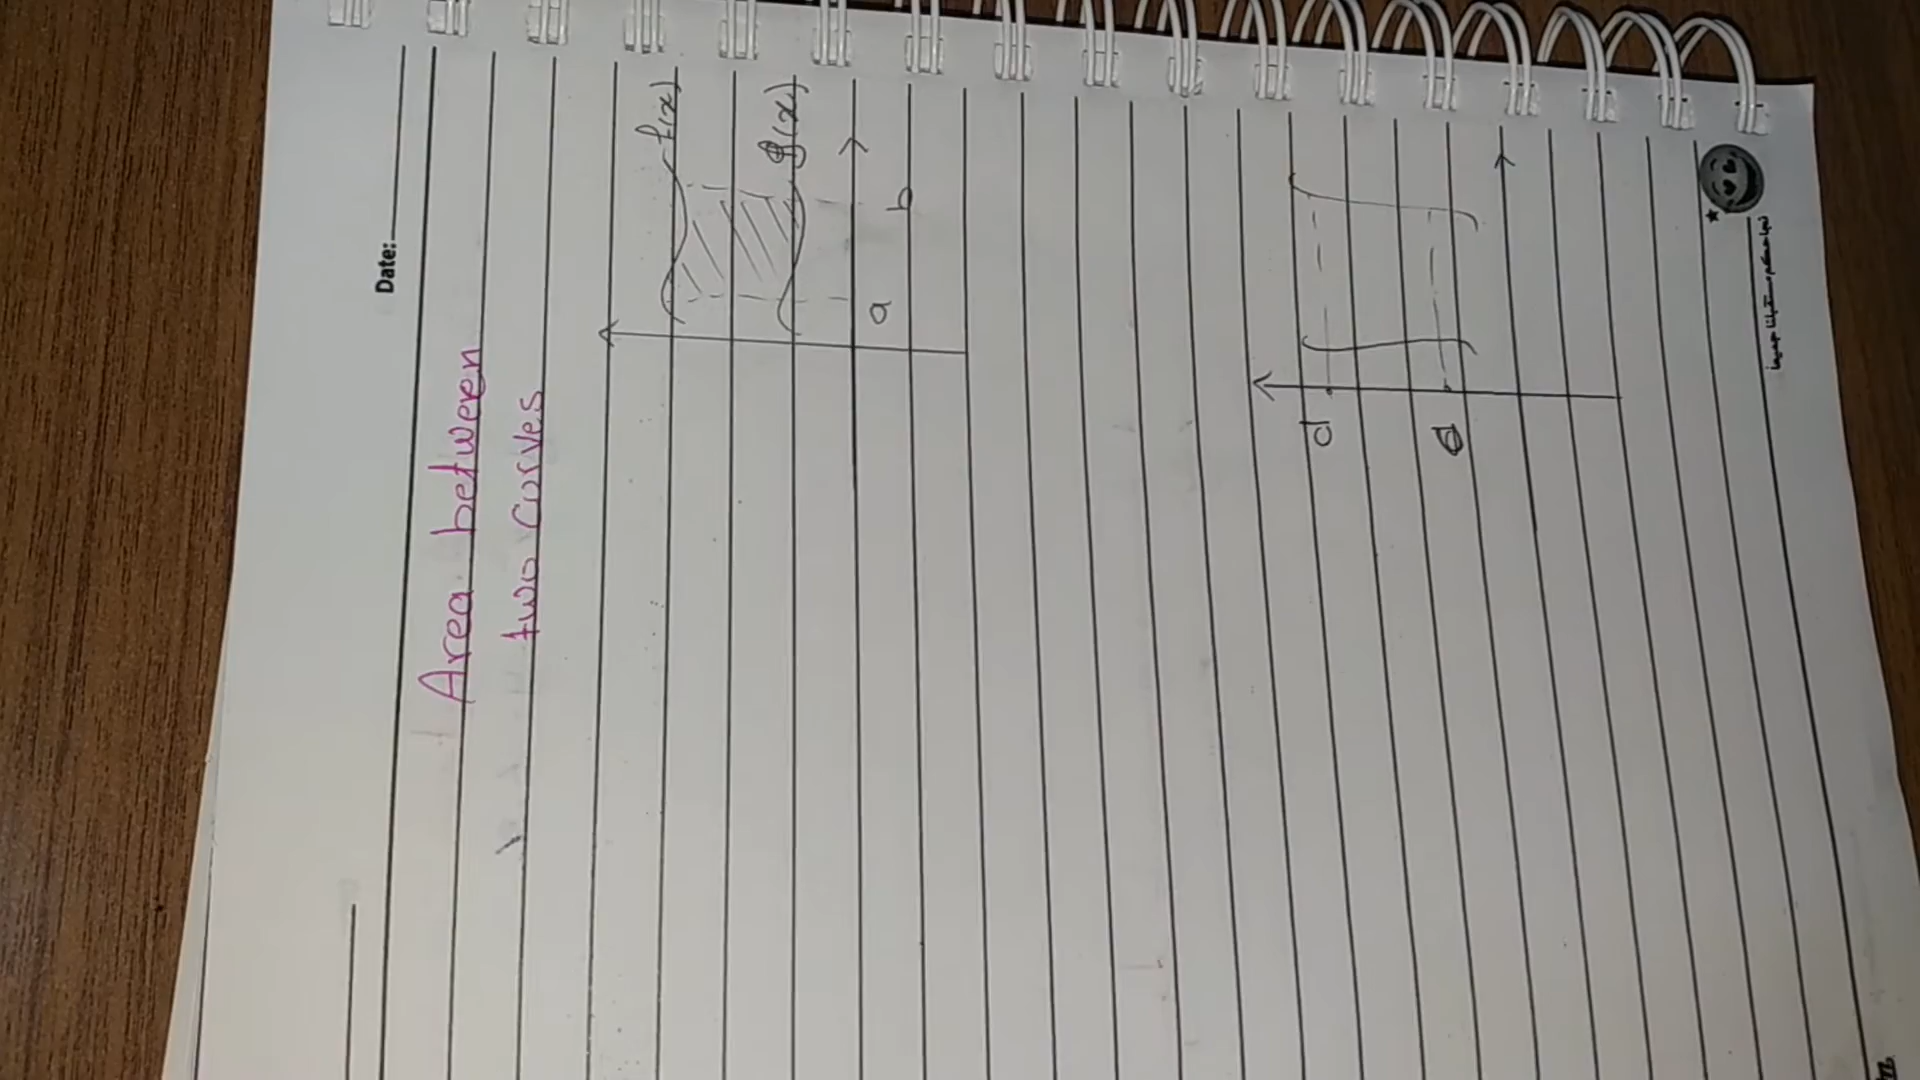 Date:
Area between
two curves
f(x)
g(x)
a
b
d